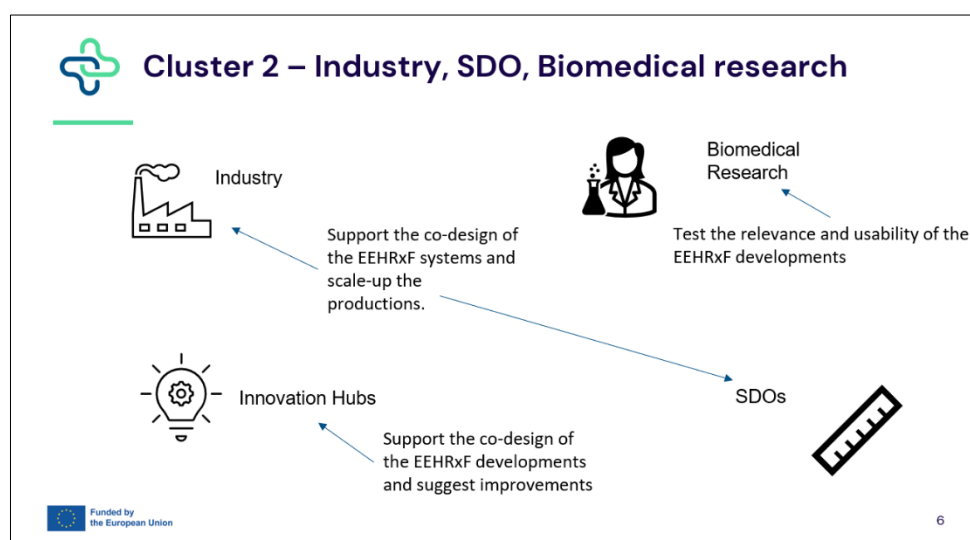 Cluster 2 – Industry, SDO, Biomedical research
Industry
Biomedical
Research
Support the co-design of
the EEHRxF systems and
scale-up the
productions.
Test the relevance and usability of the
EEHRxF developments
Innovation Hubs
SDOs
Support the co-design of
the EEHRxF developments
and suggest improvements
Funded by
the European Union
6